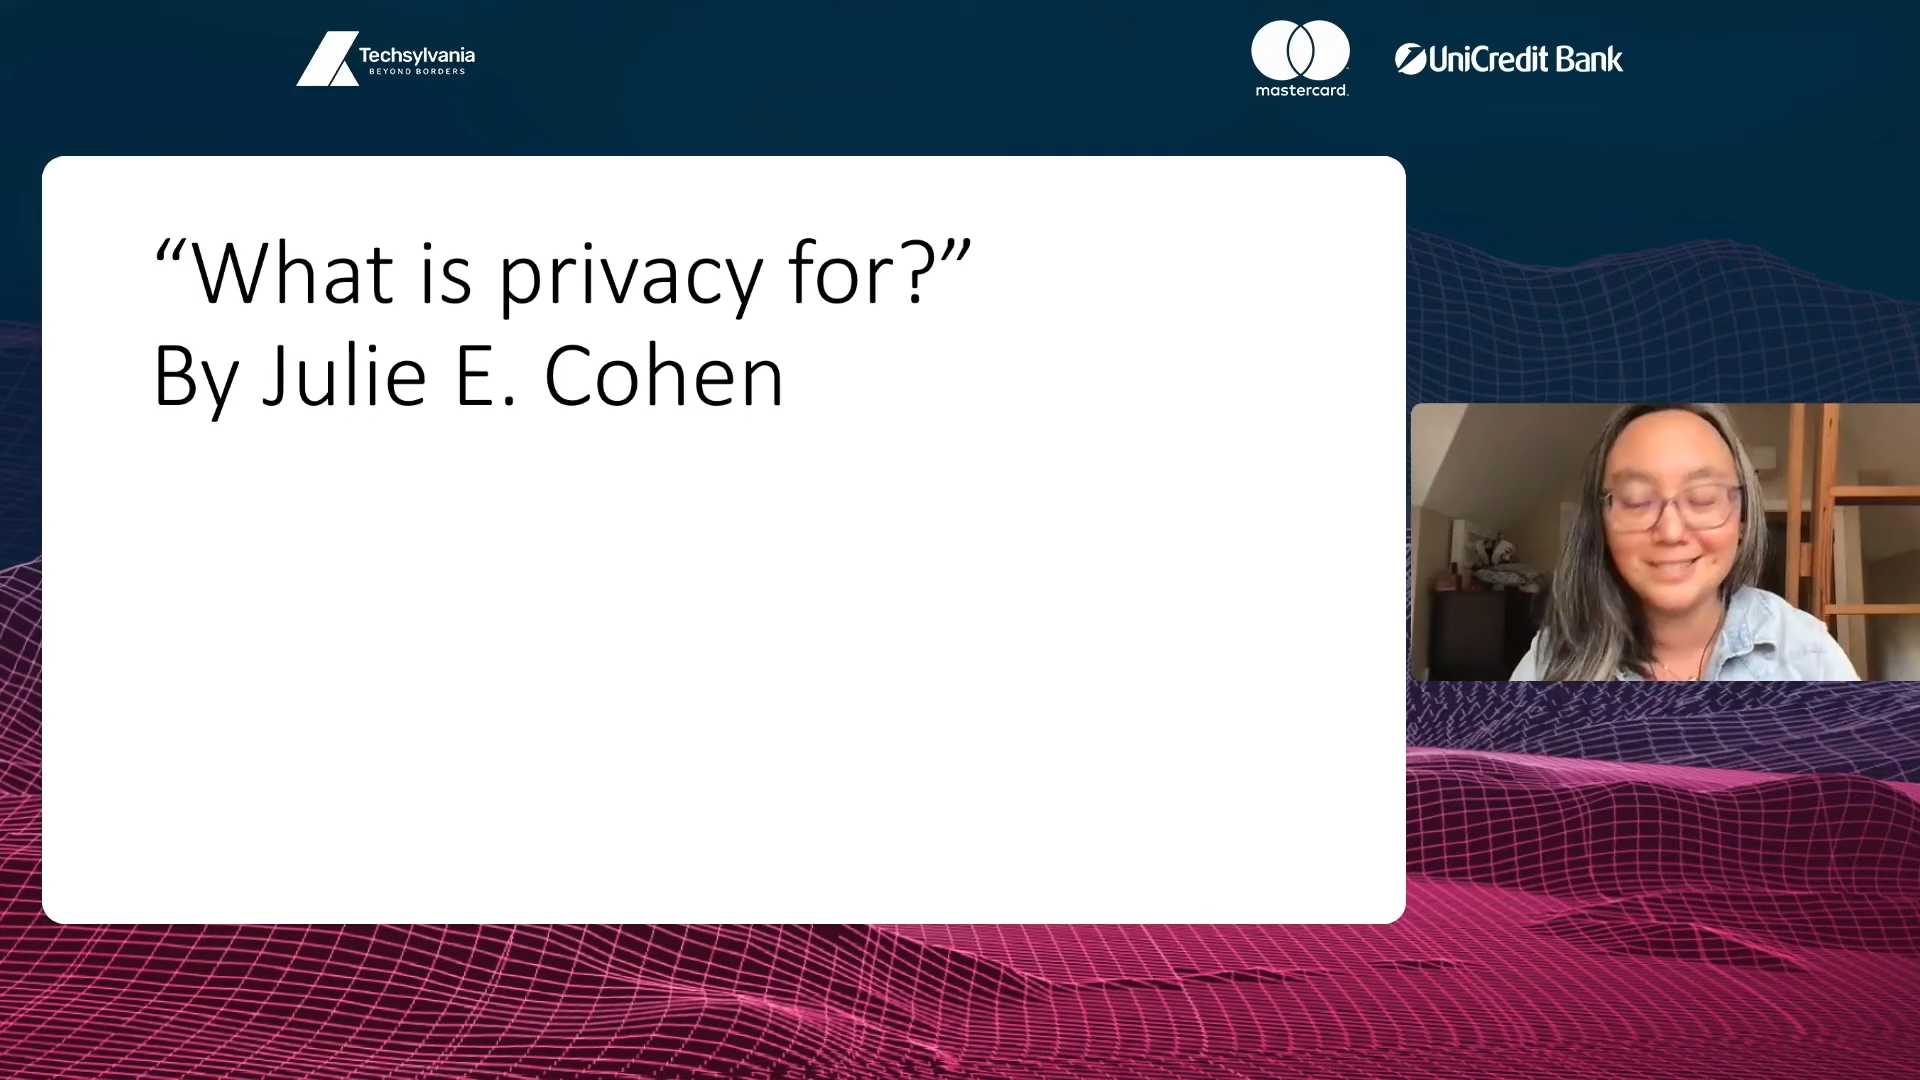 Techsylvania
BEYOND BORDERS
mastercard.
UniCredit Bank
“What is privacy for?”
By Julie E. Cohen